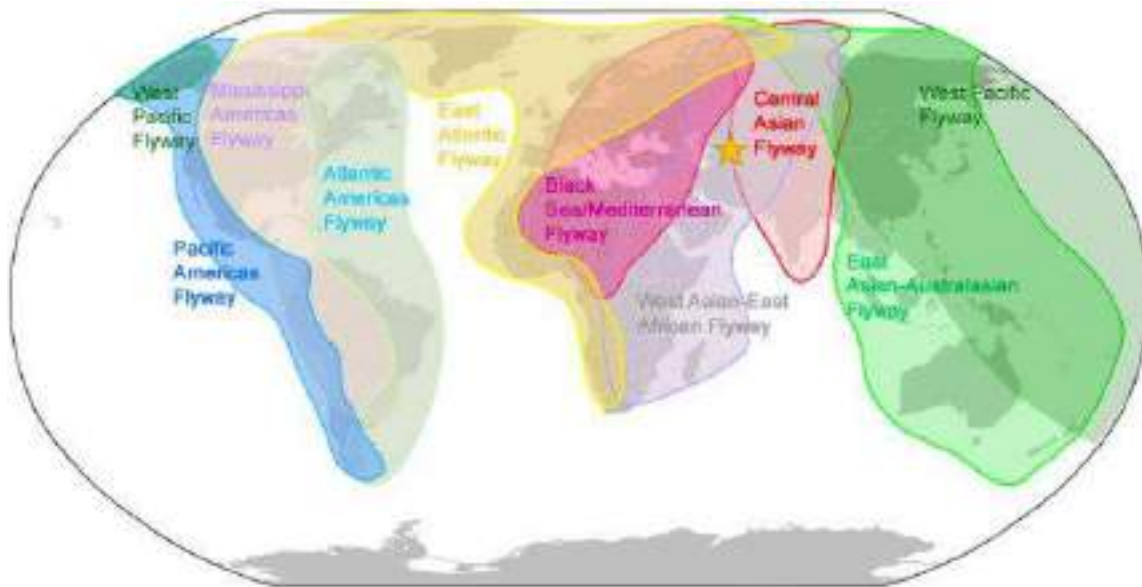 West
Pacific
Flyway
Mississippi
Americas
Flyway
East
Atlantic
Flyway
Atlantic
Americas
Flyway
Pacific
Americas
Flyway
Black
Sea/Mediterranean
Flyway
West Asian-East
African Flyway
Central
Asian
Flyway
West Pacific
Flyway
East
Asian-Australasian
Flyway